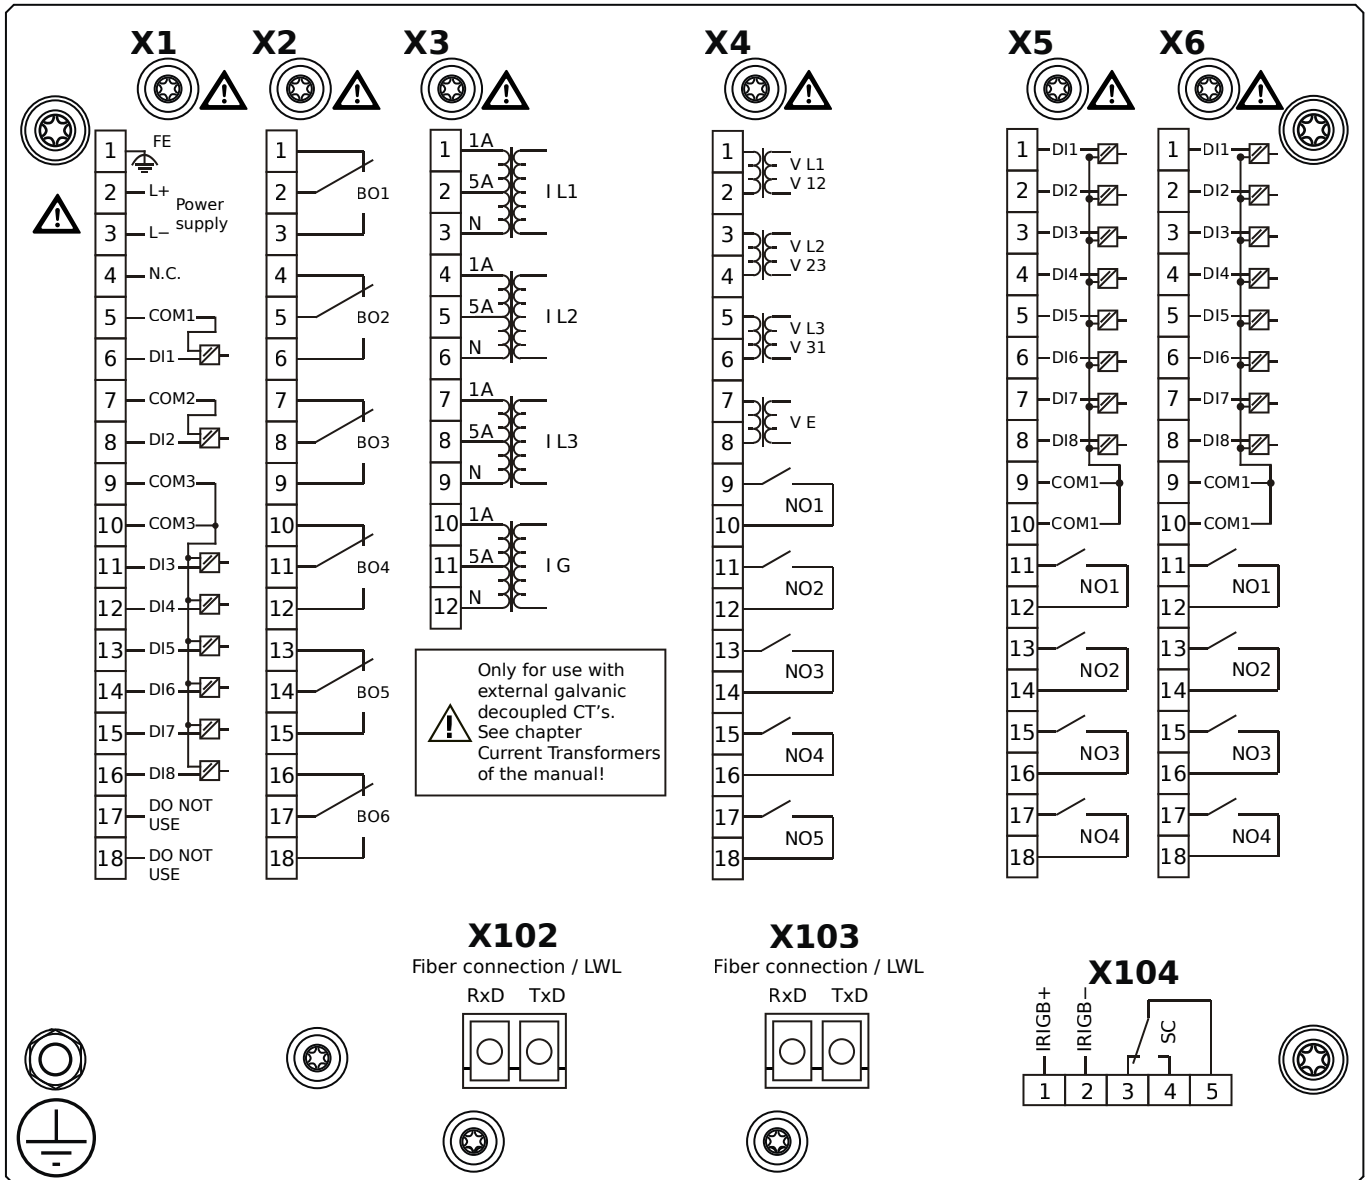 X1
X2
X3
X4
X5
X6
1 FE
2 L+
Power
supply
3 L−
4 N.C.
5 COM1
6 DI1
7 COM2
8 DI2
9 COM3
10 COM3
11 DI3
12 DI4
13 DI5
14 DI6
15 DI7
16 DI8
17 DO NOT
USE
18 DO NOT
USE
1
2 BO1
3
4
5 BO2
6
7
8 BO3
9
10
11 BO4
12
13
14 BO5
15
16
17 BO6
18
1 1A
2 5A I L1
3 N
4 1A
5 5A I L2
6 N
7 1A
8 5A I L3
9 N
10 1A
11 5A I G
12 N
Only for use with
external galvanic
decoupled CT's.
See chapter
Current Transformers
of the manual!
1 V L1
2 V 12
3 V L2
4 V 23
5 V L3
6 V 31
7 V E
8
9 NO1
10
11 NO2
12
13 NO3
14
15 NO4
16
17 NO5
18
1 DI1
2 DI2
3 DI3
4 DI4
5 DI5
6 DI6
7 DI7
8 DI8
9 COM1
10 COM1
11 NO1
12
13 NO2
14
15 NO3
16
17 NO4
18
1 DI1
2 DI2
3 DI3
4 DI4
5 DI5
6 DI6
7 DI7
8 DI8
9 COM1
10 COM1
11 NO1
12
13 NO2
14
15 NO3
16
17 NO4
18
X102
Fiber connection / LWL
RxD TxD
X103
Fiber connection / LWL
RxD TxD
X104
IRIGB+
IRIGB−
SC
1 2 3 4 5